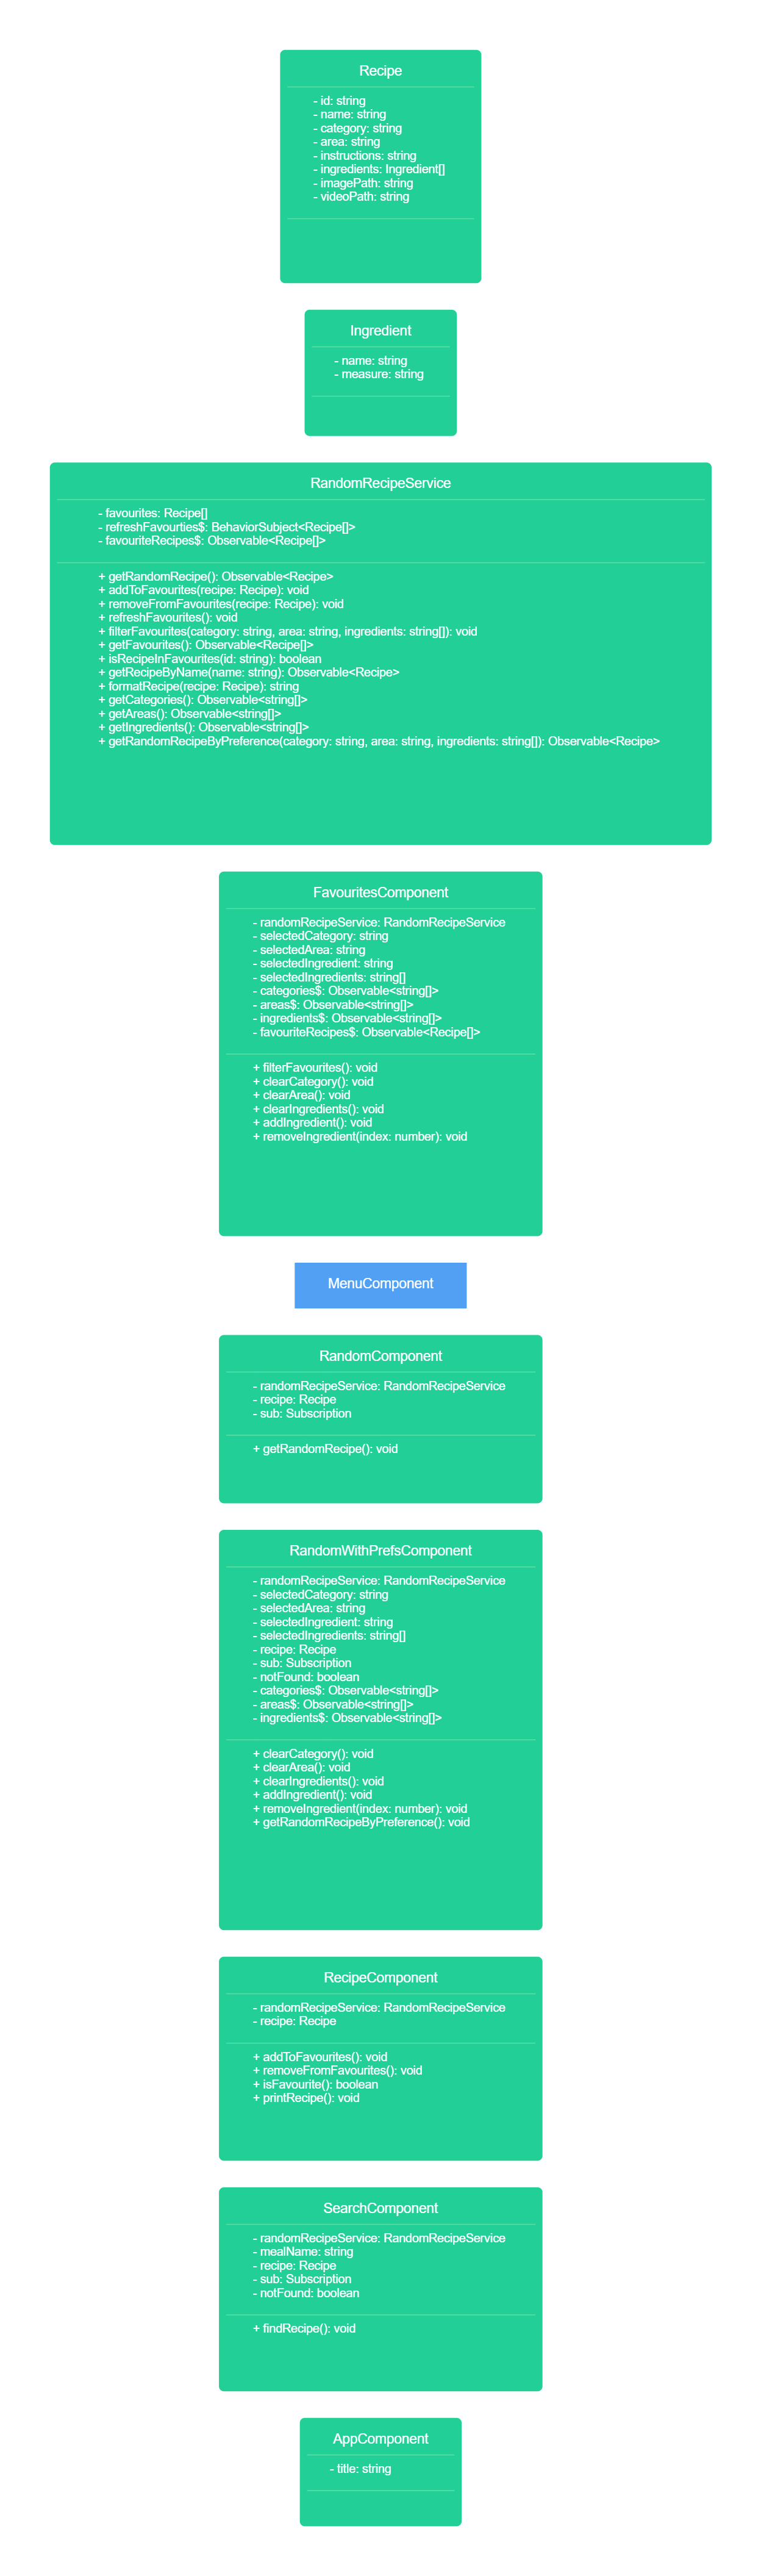 Recipe
- id: string
- name: string
- category: string
- area: string
- instructions: string
- ingredients: Ingredient[]
- imagePath: string
- videoPath: string
Ingredient
- name: string
- measure: string
RandomRecipeService
- favourites: Recipe[]
- refreshFavourties$: BehaviorSubject<Recipe[]>
- favouriteRecipes$: Observable<Recipe[]>
+ getRandomRecipe(): Observable<Recipe>
+ addToFavourites(recipe: Recipe): void
+ removeFromFavourites(recipe: Recipe): void
+ refreshFavourites(): void
+ filterFavourites(category: string, area: string, ingredients: string[]): void
+ getFavourites(): Observable<Recipe[]>
+ isRecipeInFavourites(id: string): boolean
+ getRecipeByName(name: string): Observable<Recipe>
+ formatRecipe(recipe: Recipe): string
+ getCategories(): Observable<string[]>
+ getAreas(): Observable<string[]>
+ getIngredients(): Observable<string[]>
+ getRandomRecipeByPreference(category: string, area: string, ingredients: string[]): Observable<Recipe>
FavouritesComponent
- randomRecipeService: RandomRecipeService
- selectedCategory: string
- selectedArea: string
- selectedIngredient: string
- selectedIngredients: string[]
- categories$: Observable<string[]>
- areas$: Observable<string[]>
- ingredients$: Observable<string[]>
- favouriteRecipes$: Observable<Recipe[]>
+ filterFavourites(): void
+ clearCategory(): void
+ clearArea(): void
+ clearIngredients(): void
+ addIngredient(): void
+ removeIngredient(index: number): void
MenuComponent
RandomComponent
- randomRecipeService: RandomRecipeService
- recipe: Recipe
- sub: Subscription
+ getRandomRecipe(): void
RandomWithPrefsComponent
- randomRecipeService: RandomRecipeService
- selectedCategory: string
- selectedArea: string
- selectedIngredient: string
- selectedIngredients: string[]
- recipe: Recipe
- sub: Subscription
- notFound: boolean
- categories$: Observable<string[]>
- areas$: Observable<string[]>
- ingredients$: Observable<string[]>
+ clearCategory(): void
+ clearArea(): void
+ clearIngredients(): void
+ addIngredient(): void
+ removeIngredient(index: number): void
+ getRandomRecipeByPreference(): void
RecipeComponent
- randomRecipeService: RandomRecipeService
- recipe: Recipe
+ addToFavourites(): void
+ removeFromFavourites(): void
+ isFavourite(): boolean
+ printRecipe(): void
SearchComponent
- randomRecipeService: RandomRecipeService
- mealName: string
- recipe: Recipe
- sub: Subscription
- notFound: boolean
+ findRecipe(): void
AppComponent
- title: string